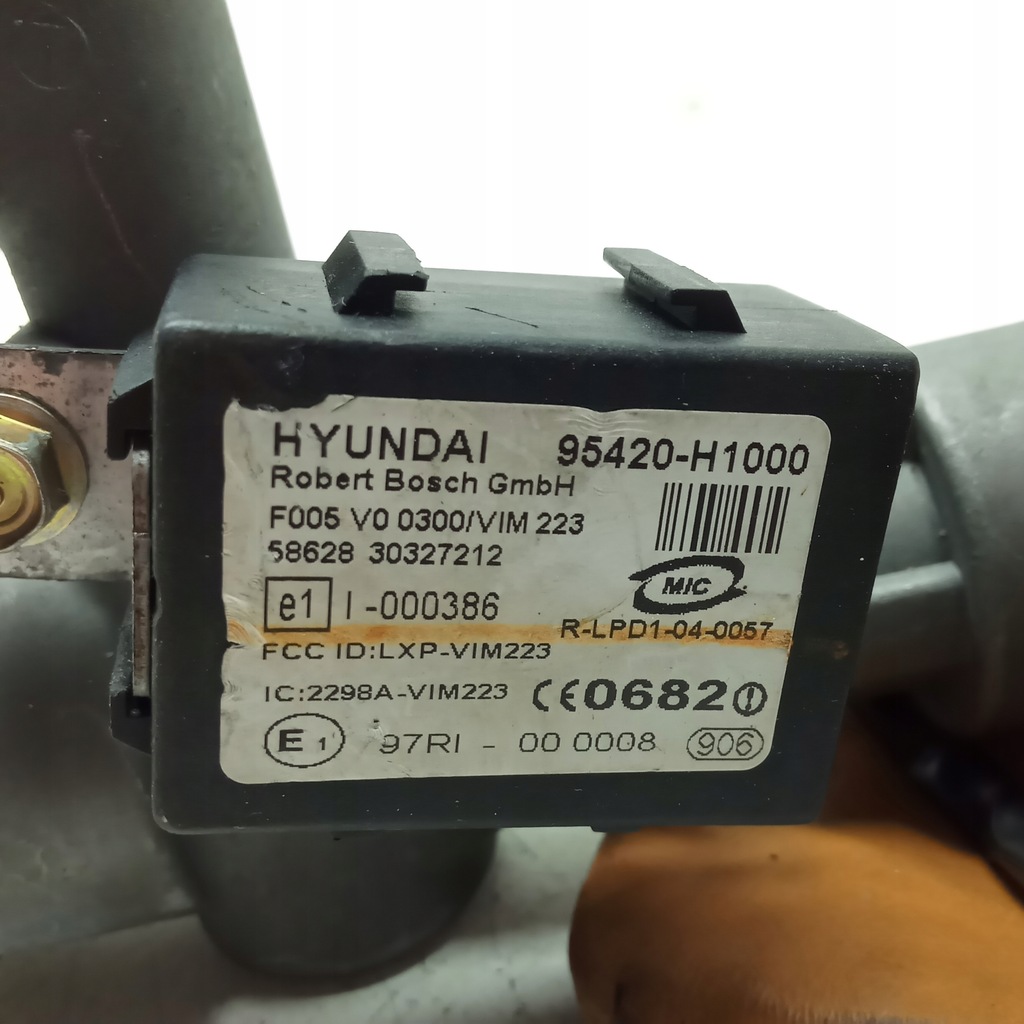 HYUNDAI 95420-H1000
Robert Bosch GmbH
F005 V0 0300/VIM 223
58628 30327212
MIC
e1 I-000386
R-LPD1-04-0057
FCC ID:LXP-VIM223
IC:2298A-VIM223 CE0682
E1 97RI - 00 0008 906